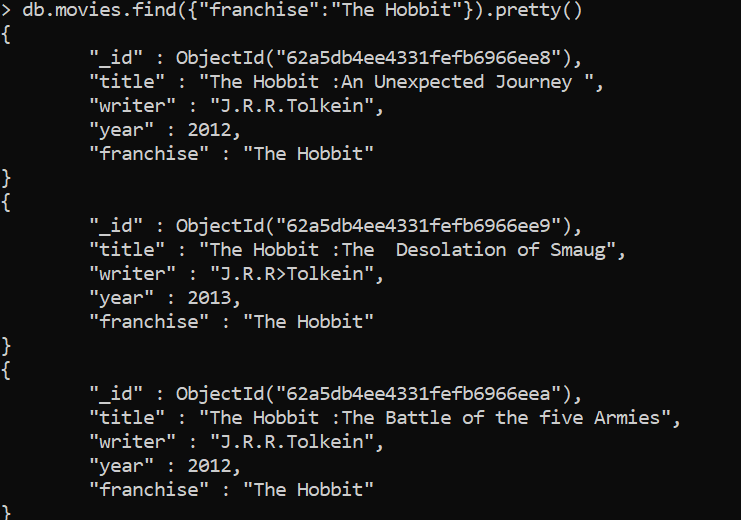 > db.movies.find({"franchise":"The Hobbit"}).pretty()
{
        "_id" : ObjectId("62a5db4ee4331fefb6966ee8"),
        "title" : "The Hobbit :An Unexpected Journey ",
        "writer" : "J.R.R.Tolkein",
        "year" : 2012,
        "franchise" : "The Hobbit"
}
{
        "_id" : ObjectId("62a5db4ee4331fefb6966ee9"),
        "title" : "The Hobbit :The  Desolation of Smaug",
        "writer" : "J.R.R>Tolkein",
        "year" : 2013,
        "franchise" : "The Hobbit"
}
{
        "_id" : ObjectId("62a5db4ee4331fefb6966eea"),
        "title" : "The Hobbit :The Battle of the five Armies",
        "writer" : "J.R.R.Tolkein",
        "year" : 2012,
        "franchise" : "The Hobbit"
}